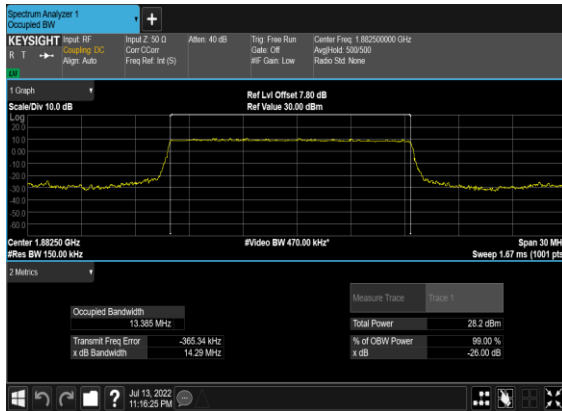 Spectrum Analyzer 1
Occupied BW
KEYSIGHT Input: RF Input Z: 50 Ω Atten: 40 dB Trig: Free Run Center Freq: 1.882500000 GHz
R T Coupling: DC Corr CCorr Gate: Off Avg|Hold: 500/500
Align: Auto Freq Ref: Int (S) #IF Gain: Low Radio Std: None
1 Graph
Ref Lvl Offset 7.80 dB
Scale/Div 10.0 dB Ref Value 30.00 dBm
Log
20.0
10.0
0.00
-10.0
-20.0
-30.0
-40.0
-50.0
-60.0
Center 1.88250 GHz #Video BW 470.00 kHz* Span 30 MH
#Res BW 150.00 kHz Sweep 1.67 ms (1001 pts
2 Metrics
Measure Trace Trace 1
Occupied Bandwidth
13.385 MHz Total Power 28.2 dBm
Transmit Freq Error -365.34 kHz % of OBW Power 99.00 %
x dB Bandwidth 14.29 MHz x dB -26.00 dB
Jul 13, 2022
11:16:25 PM